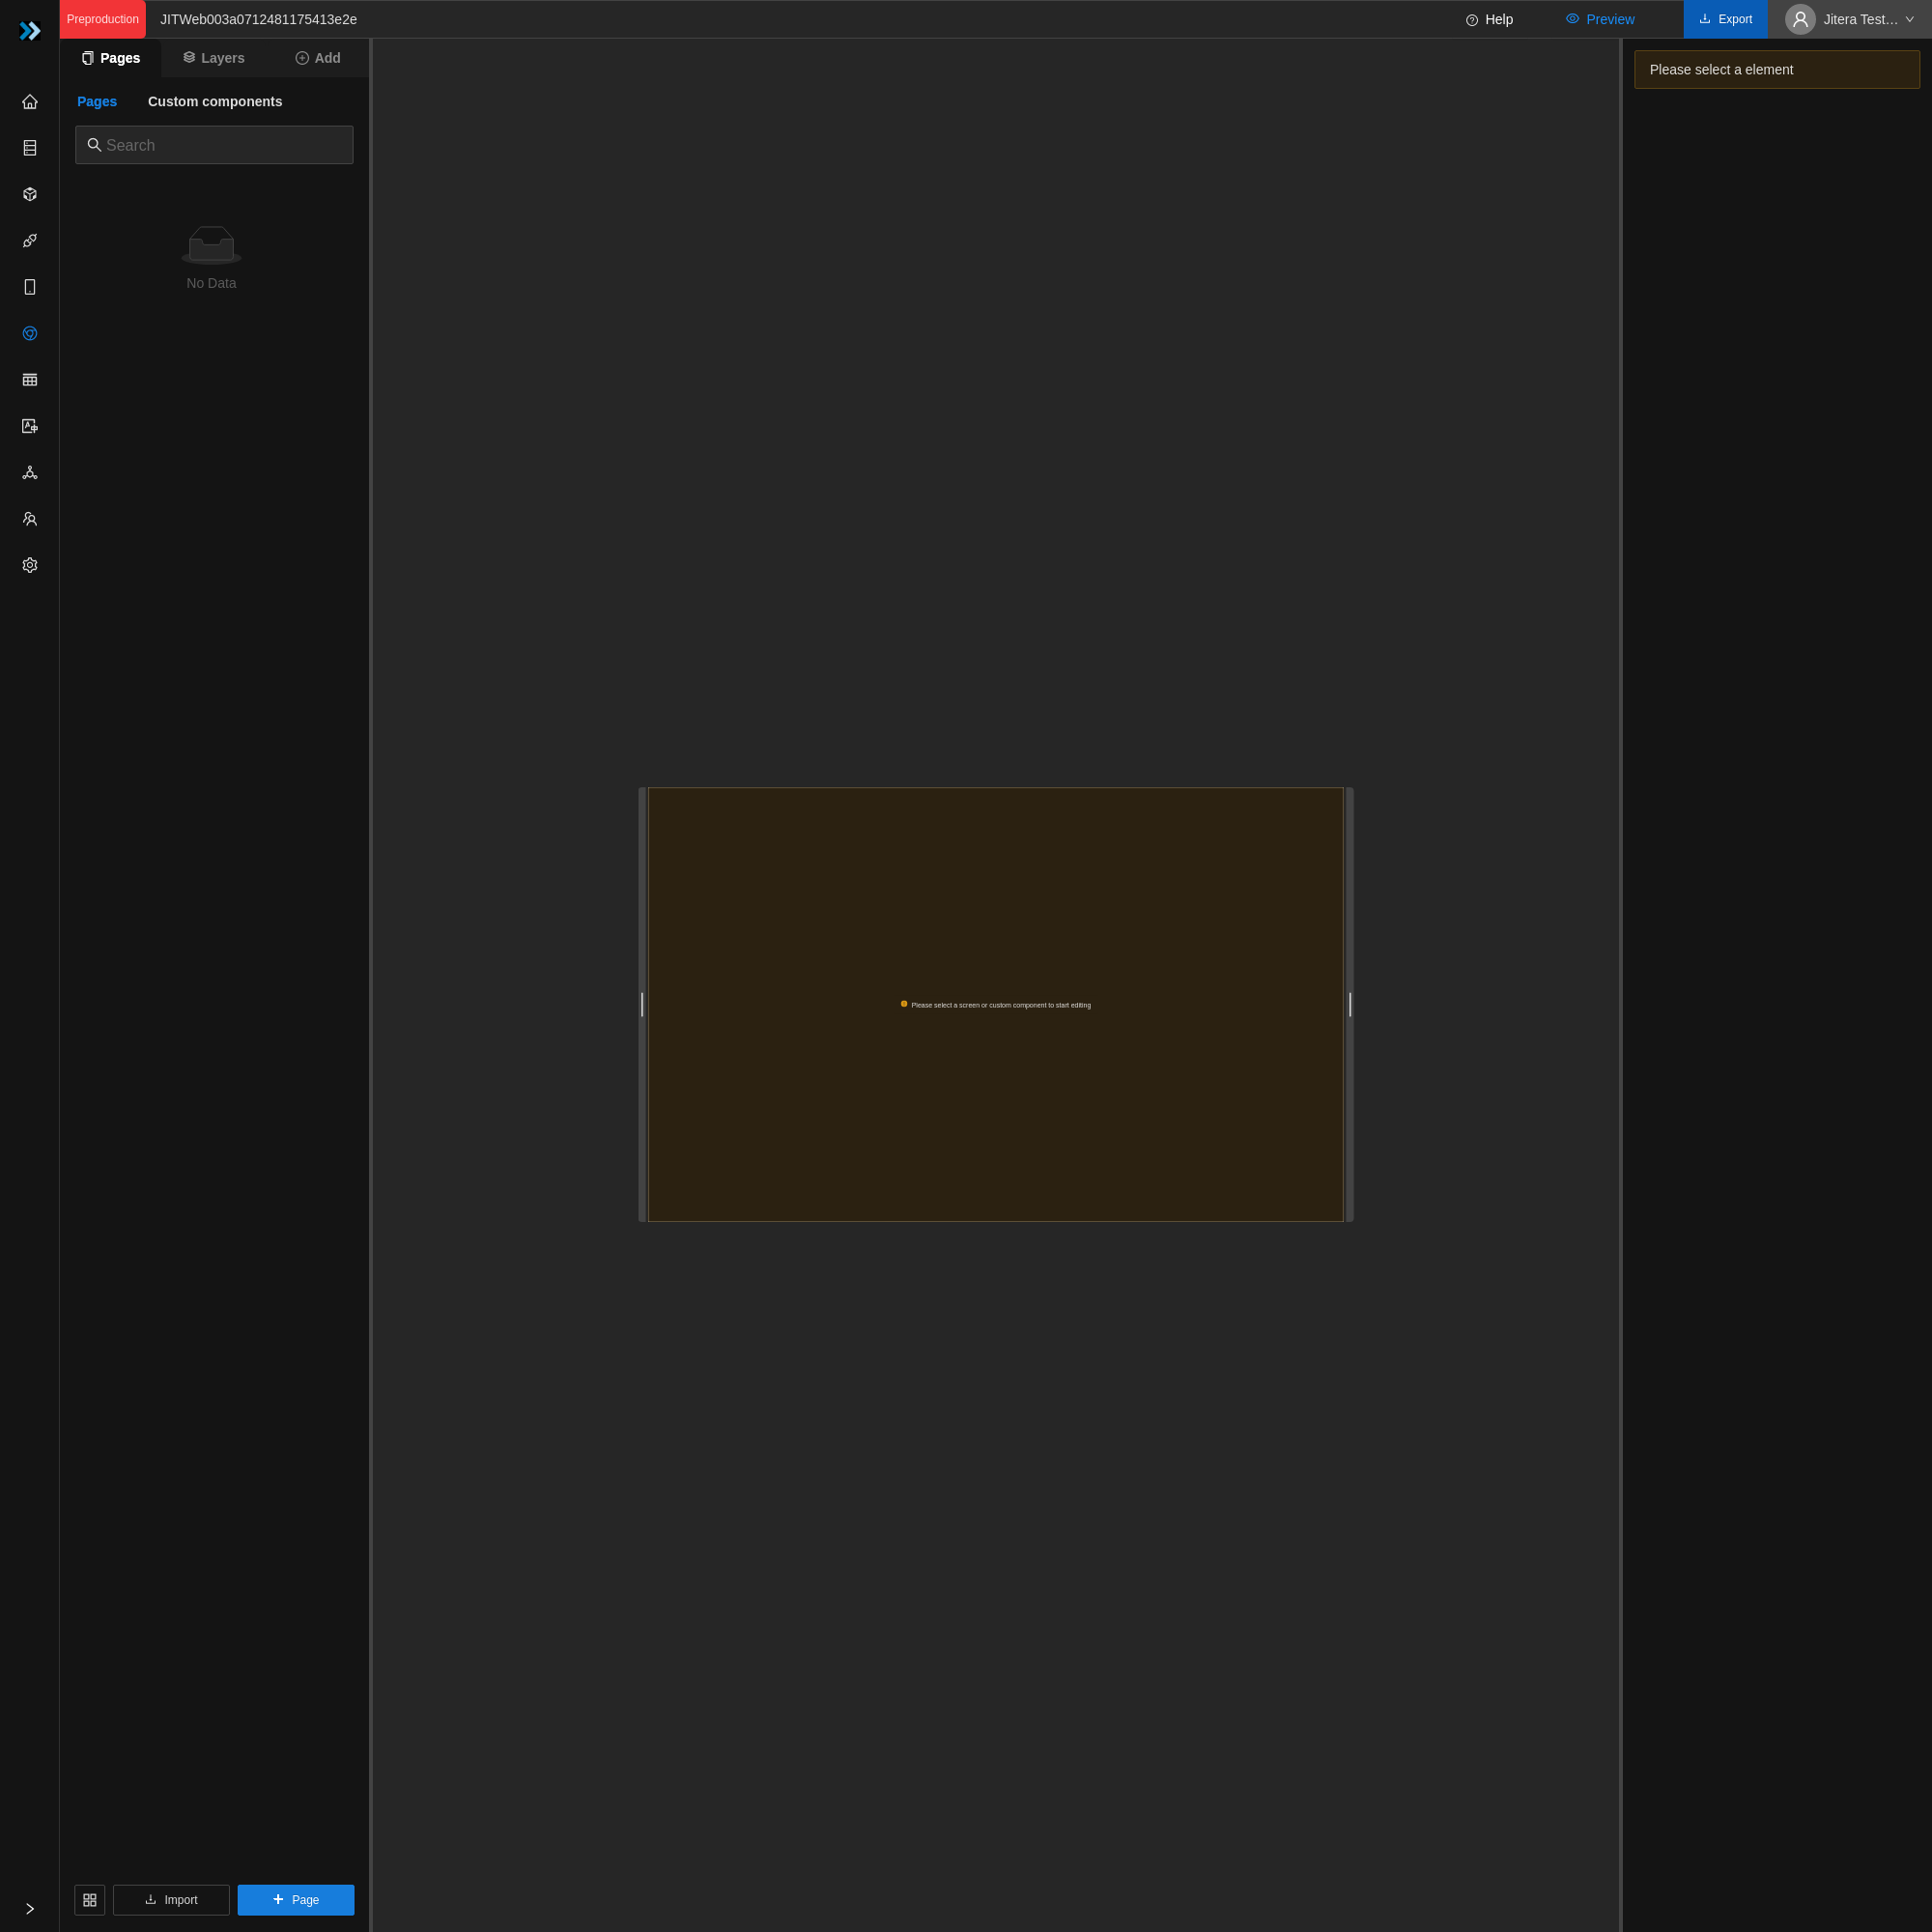 Preproduction
JITWeb003a0712481175413e2e
Help
Preview
Export
Jitera Test...
Pages
Layers
Add
Please select a element
Pages
Custom components
Search
No Data
Please select a screen or custom component to start editing
Import
Page